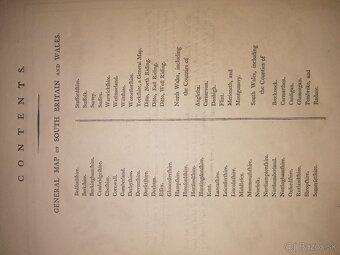 CONTENTS.
GENERAL MAP OF SOUTH BRITAIN AND WALES.
Bedfordshire.
Berkshire.
Buckinghamshire.
Cambridgeshire.
Cheshire.
Cornwall.
Cumberland.
Derbyshire.
Devonshire.
Dorsetshire.
Durham.
Essex.
Gloucestershire.
Hampshire.
Herefordshire.
Hertfordshire.
Huntingdonshire.
Kent.
Lancashire.
Leicestershire.
Lincolnshire.
Middlesex.
Monmouthshire.
Norfolk.
Northamptonshire.
Northumberland.
Nottinghamshire.
Oxfordshire.
Rutlandshire.
Shropshire.
Somersetshire.
Staffordshire.
Suffolk.
Surrey.
Sussex.
Warwickshire.
Westmorland.
Wiltshire.
Worcestershire.
Yorkshire, a General Map.
Ditto, North Riding.
Ditto, East Riding.
Ditto, West Riding.
North Wales, including
the Counties of
Anglesey.
Carnarvon.
Denbigh.
Flint.
Merioneth, and
Montgomery.
South Wales, including
the Counties of
Brecknock.
Carmarthen.
Cardigan.
Glamorgan.
Pembroke, and
Radnor.